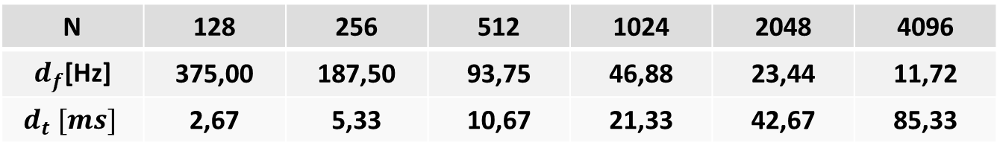 N 128 256 512 1024 2048 4096
d_f[Hz] 375,00 187,50 93,75 46,88 23,44 11,72
d_t [ms] 2,67 5,33 10,67 21,33 42,67 85,33